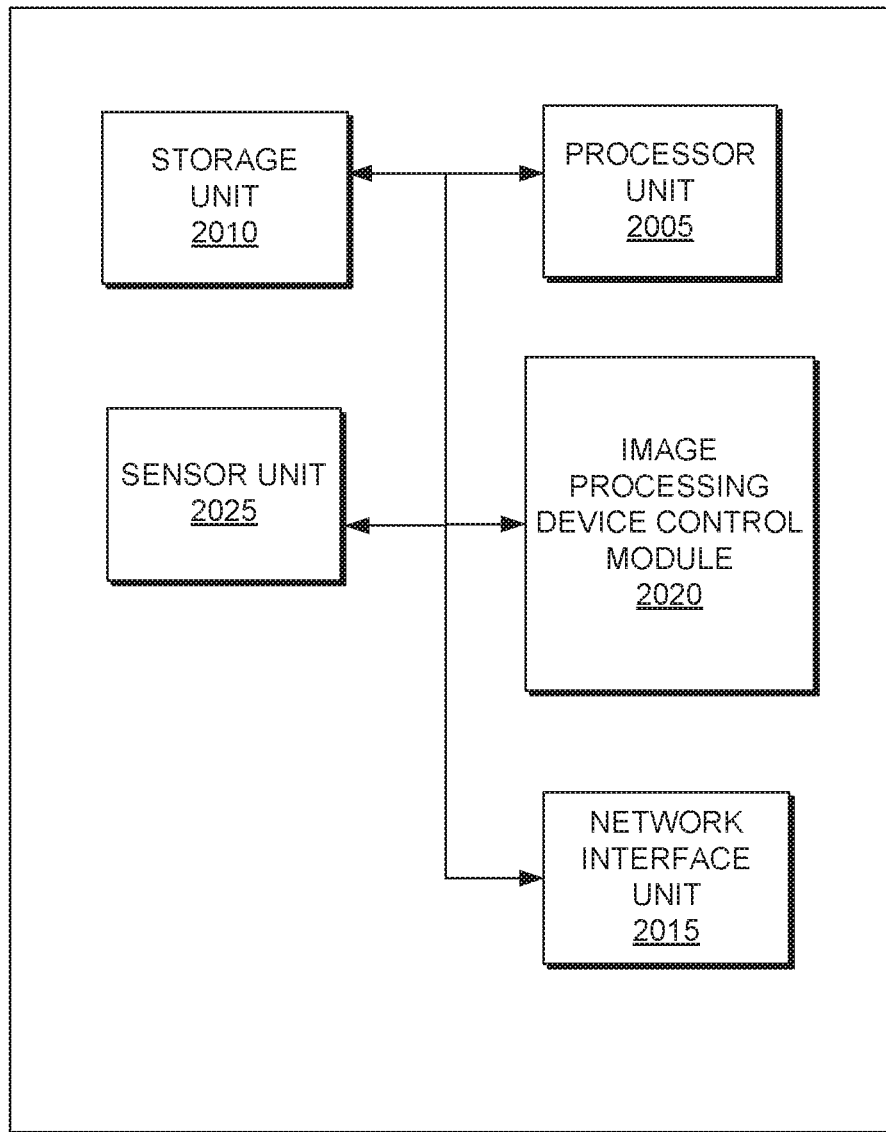 STORAGE
UNIT
2010
PROCESSOR
UNIT
2005
SENSOR UNIT
2025
IMAGE
PROCESSING
DEVICE CONTROL
MODULE
2020
NETWORK
INTERFACE
UNIT
2015